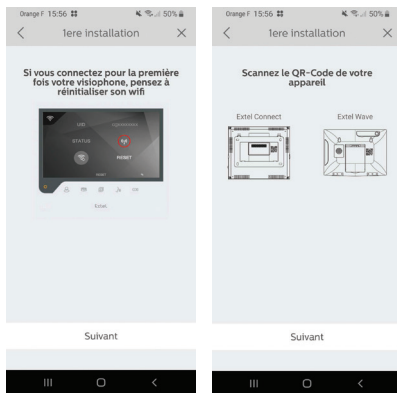 Orange F 15:56 50%
1ere installation
Si vous connectez pour la première
fois votre visiophone, pensez à
réinitialiser son wifi
STATUS
RESET
Extel
Suivant
Orange F 15:56 50%
1ere installation
Scannez le QR-Code de votre
appareil
Extel Connect Extel Wave
Suivant